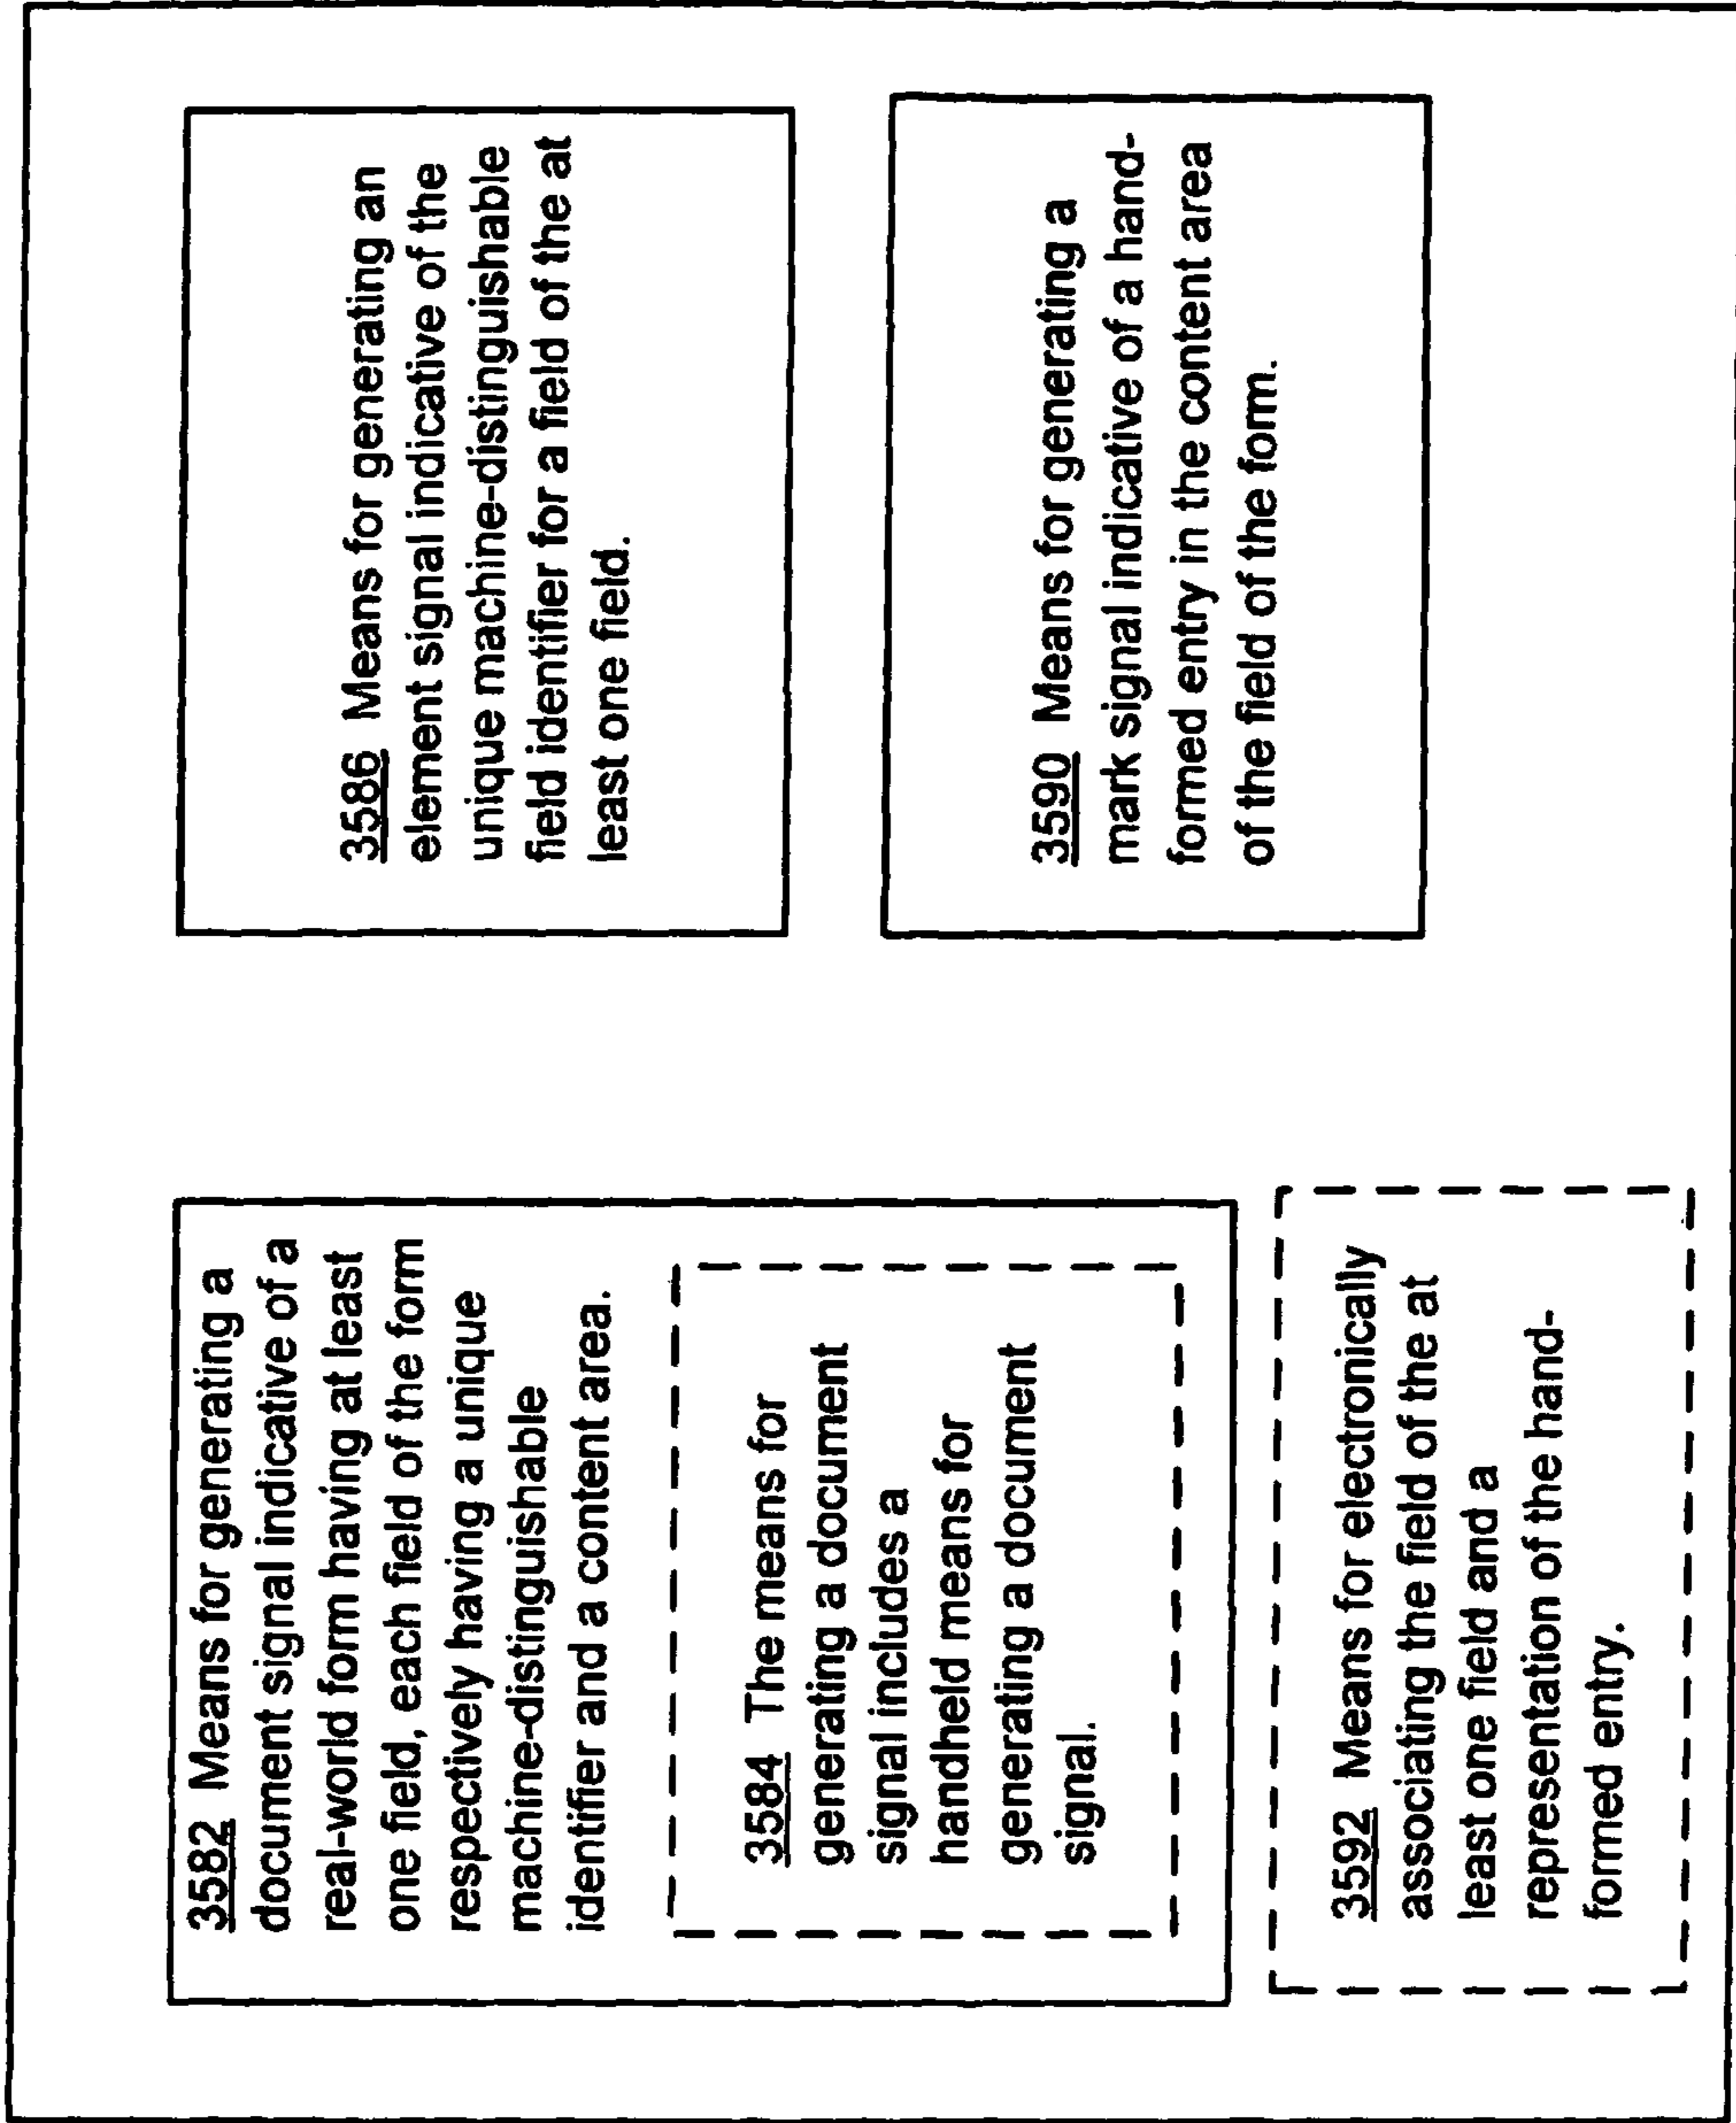 3582 Means for generating a
document signal indicative of a
real-world form having at least
one field, each field of the form
respectively having a unique
machine-distinguishable
identifier and a content area.
3584 The means for
generating a document
signal includes a
handheld means for
generating a document
signal.
3592 Means for electronically
associating the field of the at
least one field and a
representation of the hand-
formed entry.
3586 Means for generating an
element signal indicative of the
unique machine-distinguishable
field identifier for a field of the at
least one field.
3590 Means for generating a
mark signal indicative of a hand-
formed entry in the content area
of the field of the form.